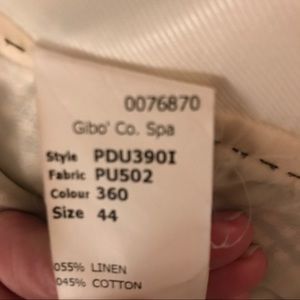 0076870
Gibo' Co. Spa
Style PDU390I
Fabric PU502
Colour 360
Size 44
055% LINEN
045% COTTON